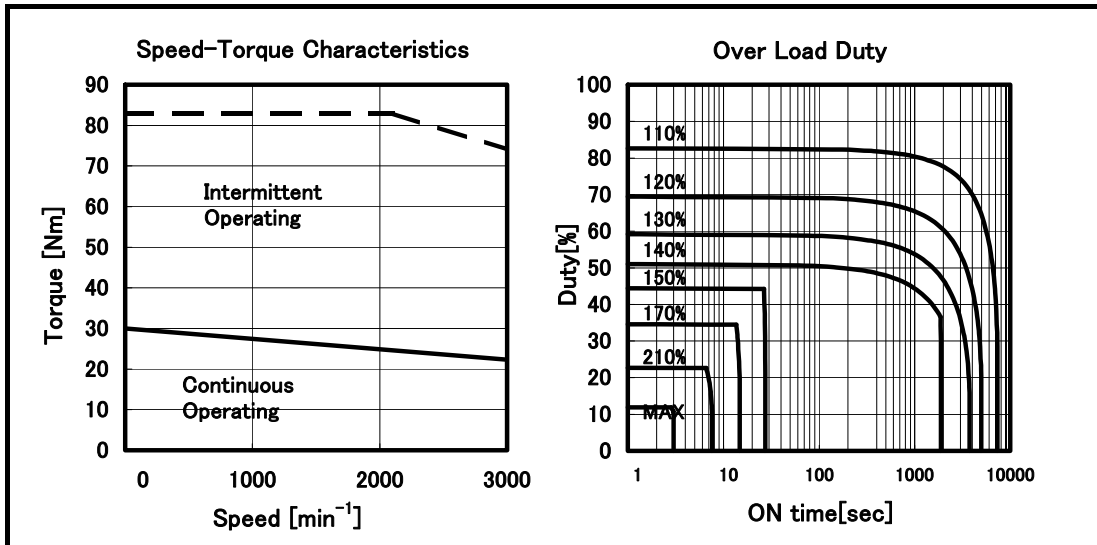 Speed-Torque Characteristics
90
80
70
60
50
40
30
20
10
0
Torque [Nm]
Intermittent
Operating
Continuous
Operating
0 1000 2000 3000
Speed [min⁻¹]
Over Load Duty
100
90
80
70
60
50
40
30
20
10
0
Duty[%]
110%
120%
130%
140%
150%
170%
210%
MAX
1 10 100 1000 10000
ON time[sec]